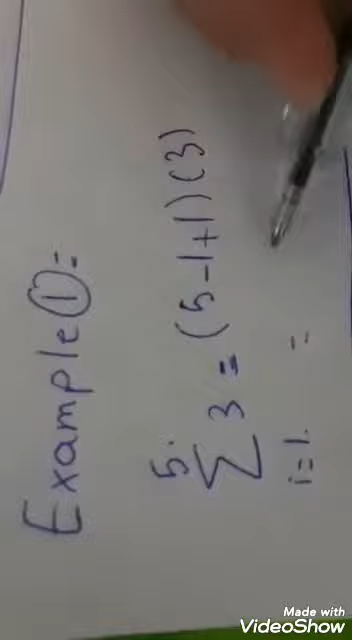 Example ① :
5
∑ 3 = (5-1+1)(3)
i=1
=
Made with
VideoShow